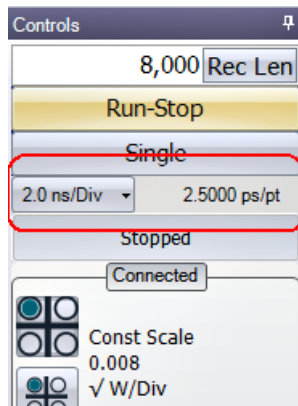 Controls
8,000 Rec Len
Run-Stop
Single
2.0 ns/Div 2.5000 ps/pt
Stopped
Connected
Const Scale
0.008
√ W/Div